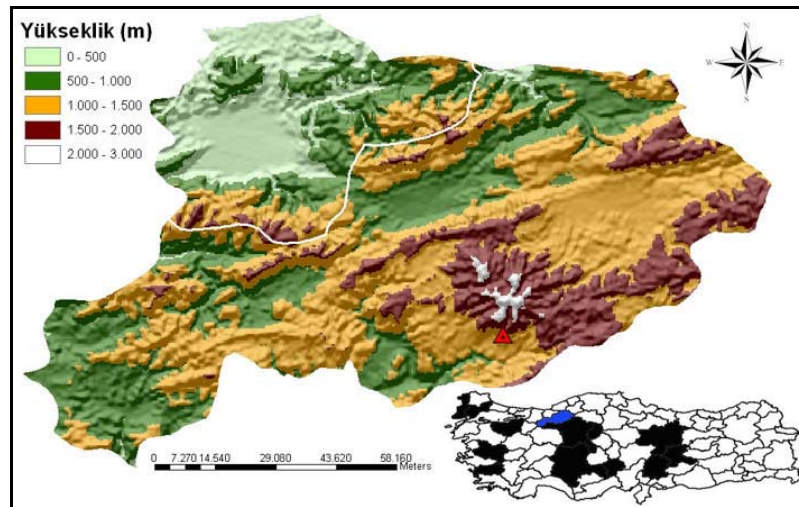 Yükseklik (m)
0 - 500
500 - 1.000
1.000 - 1.500
1.500 - 2.000
2.000 - 3.000
N
W E
S
0 7.270 14.540 29.080 43.620 58.160
Meters